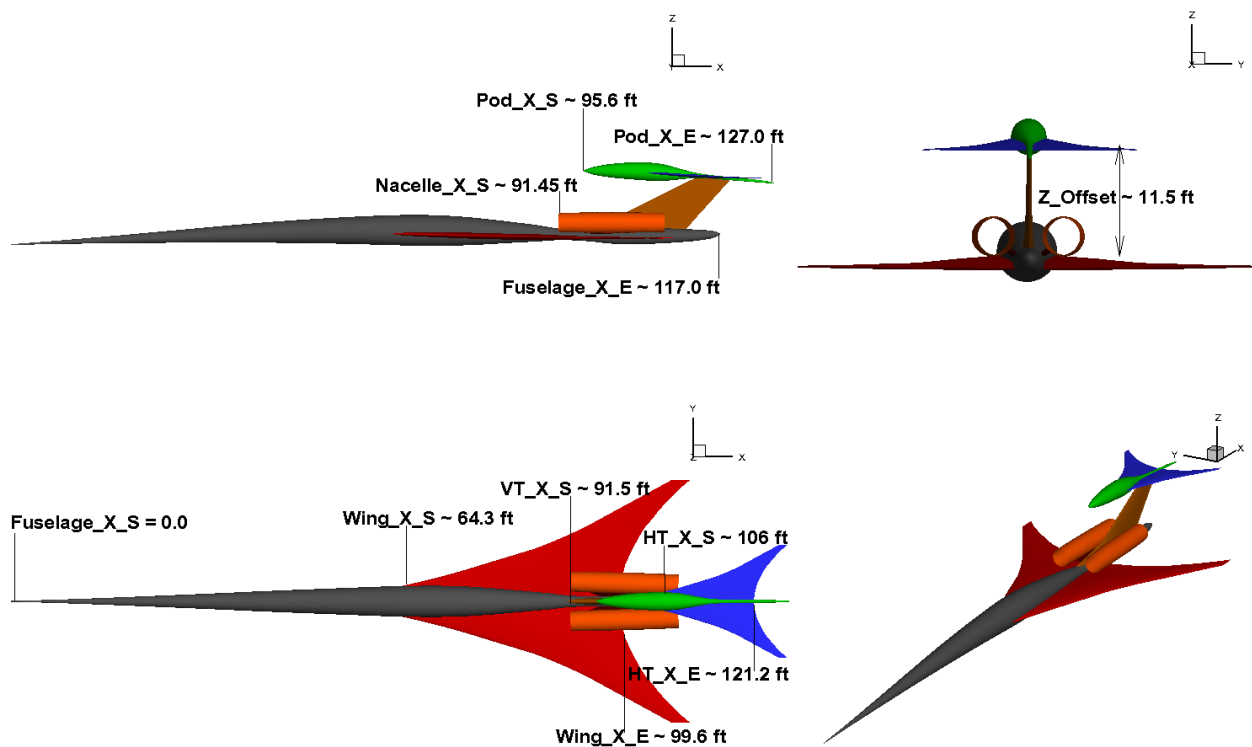 Z
Y
X
Pod_X_S ~ 95.6 ft
Pod_X_E ~ 127.0 ft
Nacelle_X_S ~ 91.45 ft
Fuselage_X_E ~ 117.0 ft
Z
X
Y
Z_Offset ~ 11.5 ft
Y
Z
X
VT_X_S ~ 91.5 ft
Wing_X_S ~ 64.3 ft
Fuselage_X_S = 0.0
HT_X_S ~ 106 ft
HT_X_E ~ 121.2 ft
Wing_X_E ~ 99.6 ft
Z
Y
X